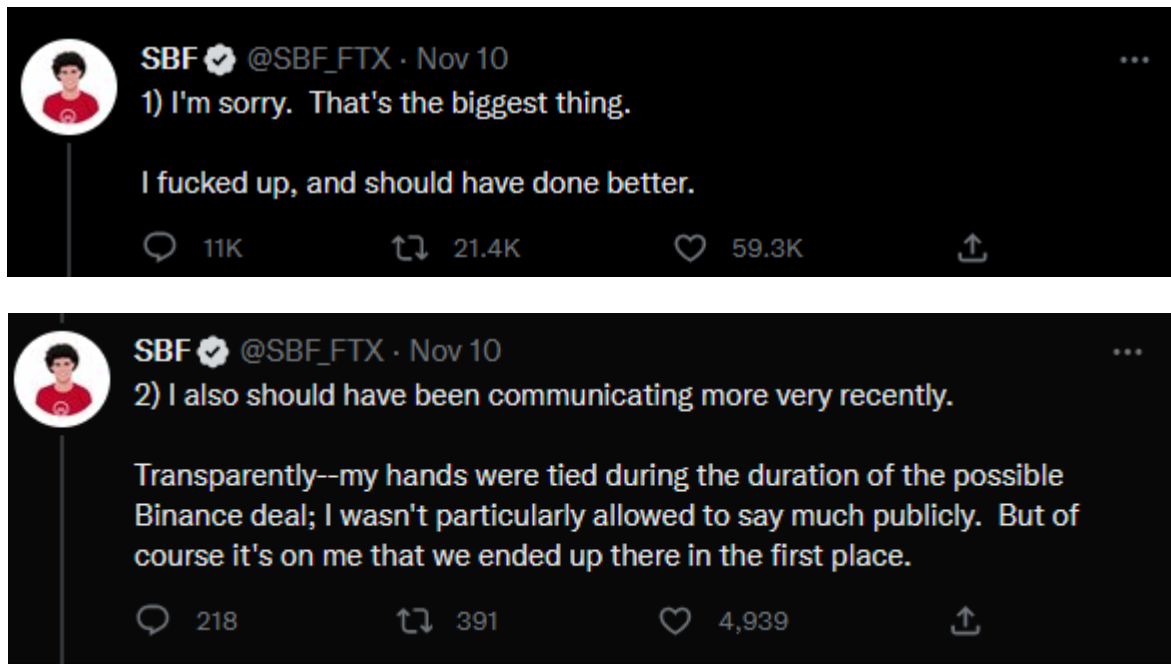 SBF @SBF_FTX · Nov 10
1) I'm sorry.  That's the biggest thing.
I fucked up, and should have done better.
11K 21.4K 59.3K
SBF @SBF_FTX · Nov 10
2) I also should have been communicating more very recently.
Transparently--my hands were tied during the duration of the possible
Binance deal; I wasn't particularly allowed to say much publicly.  But of
course it's on me that we ended up there in the first place.
218 391 4,939